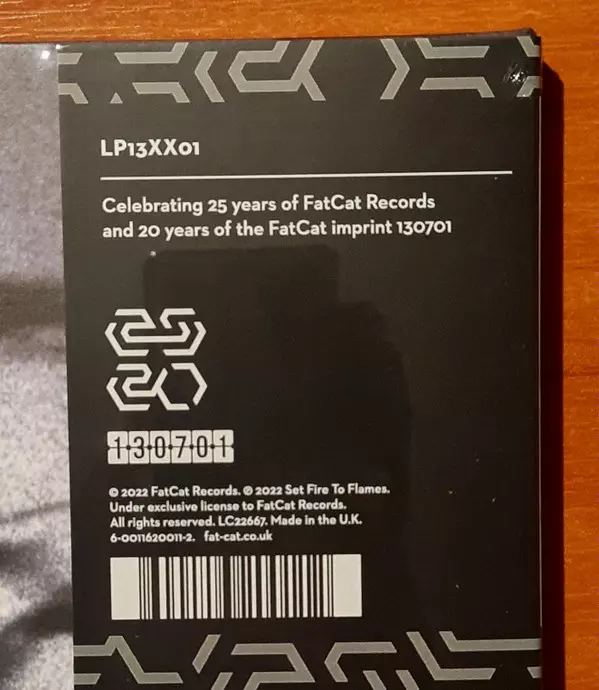 LP13XX01
Celebrating 25 years of FatCat Records
and 20 years of the FatCat imprint 130701
25
20
130701
© 2022 FatCat Records. ℗ 2022 Set Fire To Flames.
Under exclusive license to FatCat Records.
All rights reserved. LC22667. Made in the U.K.
6-0011620011-2. fat-cat.co.uk